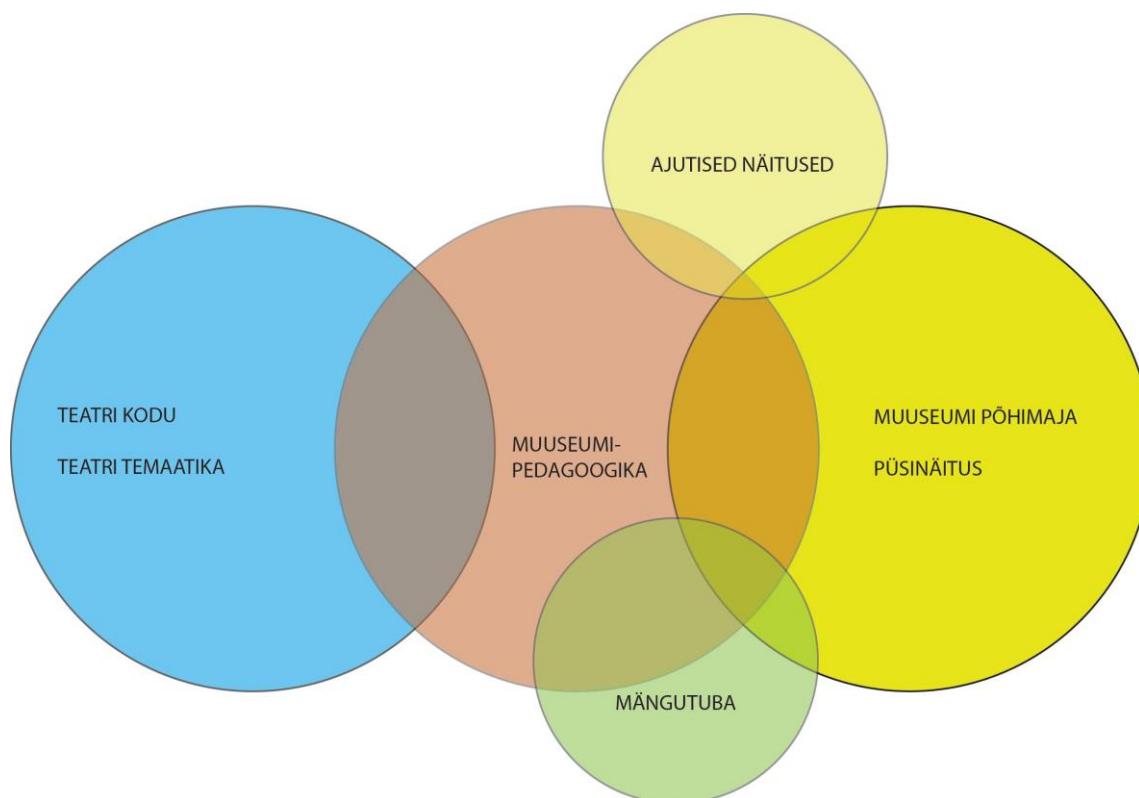 AJUTISED NÄITUSED
TEATRI KODU
TEATRI TEMAATIKA
MUUSEUMI-
PEDAGOOGIKA
MUUSEUMI PÕHIMAJA
PÜSINÄITUS
MÄNGUTUBA